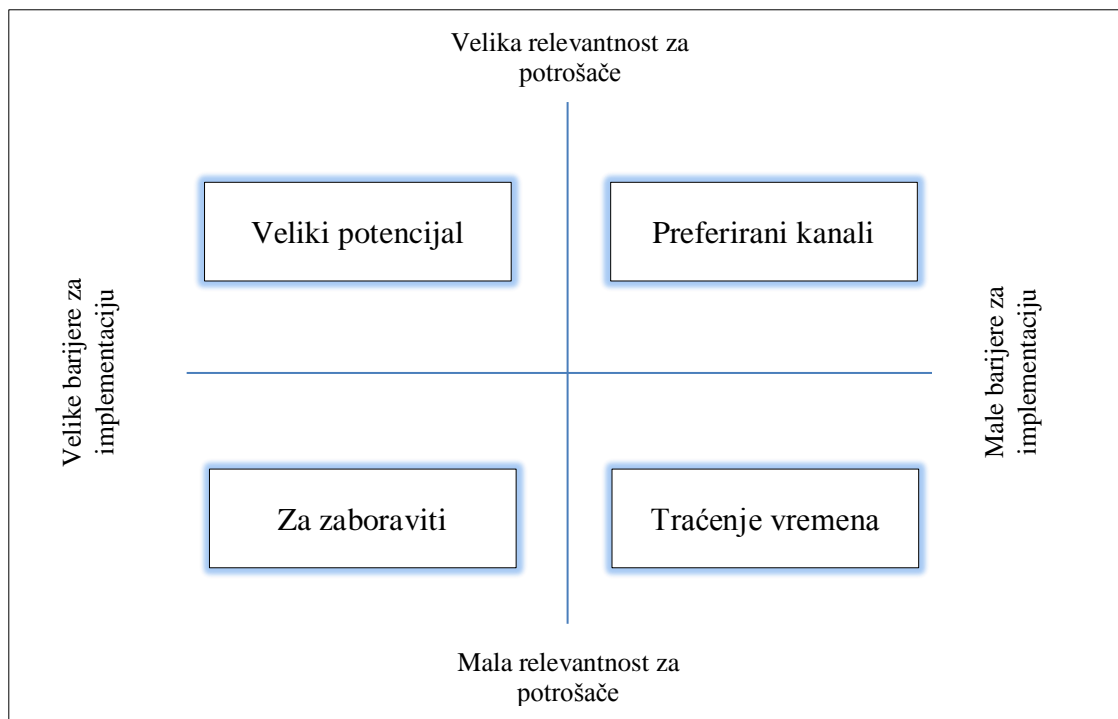 Velika relevantnost za
potrošače
Veliki potencijal
Preferirani kanali
Velike barijere za
implementaciju
Male barijere za
implementaciju
Za zaboraviti
Traćenje vremena
Mala relevantnost za
potrošače